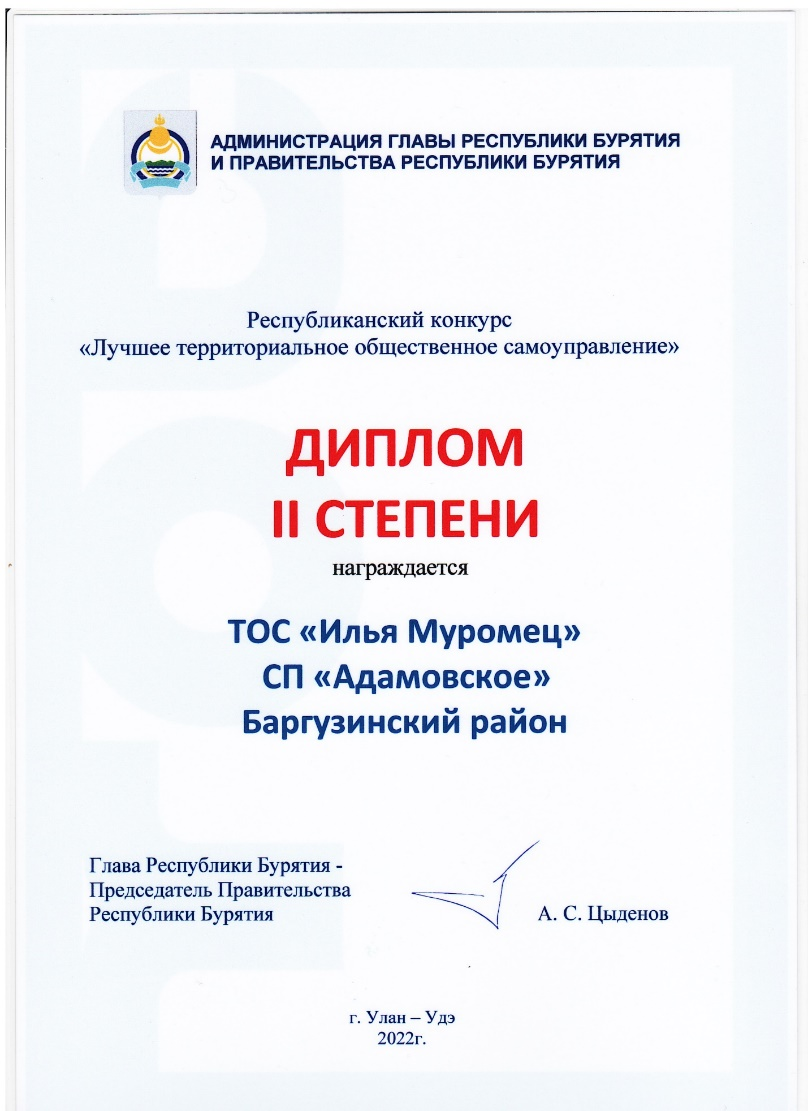 АДМИНИСТРАЦИЯ ГЛАВЫ РЕСПУБЛИКИ БУРЯТИЯ
И ПРАВИТЕЛЬСТВА РЕСПУБЛИКИ БУРЯТИЯ
Республиканский конкурс
«Лучшее территориальное общественное самоуправление»
ДИПЛОМ
II СТЕПЕНИ
награждается
ТОС «Илья Муромец»
СП «Адамовское»
Баргузинский район
Глава Республики Бурятия -
Председатель Правительства
Республики Бурятия
А. С. Цыденов
г. Улан – Удэ
2022г.